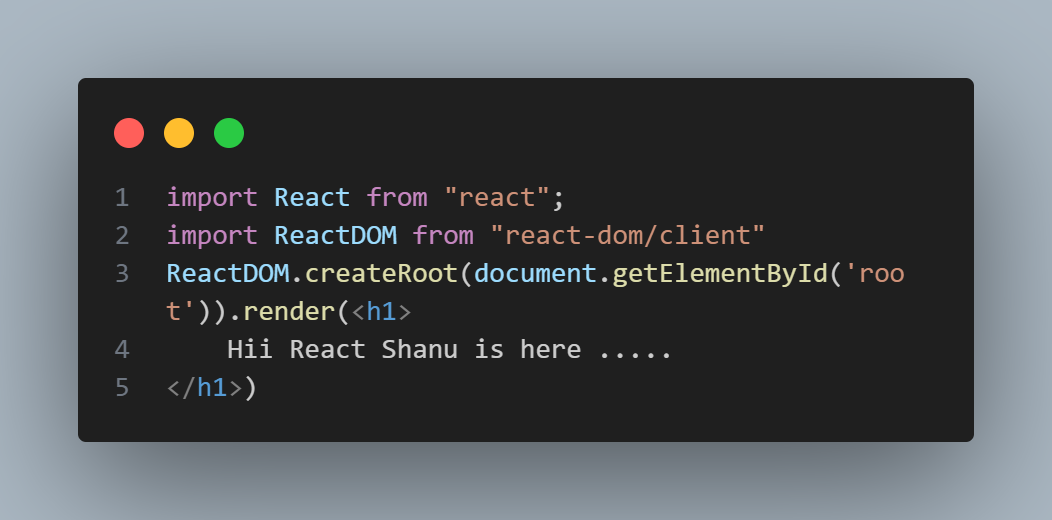 1 import React from "react";
2 import ReactDOM from "react-dom/client"
3 ReactDOM.createRoot(document.getElementById('roo
t')).render(<h1>
4     Hii React Shanu is here .....
5 </h1>)